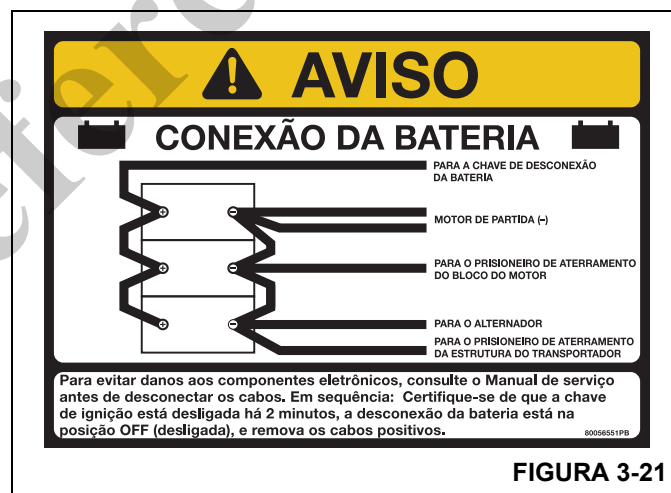 AVISO
CONEXÃO DA BATERIA
PARA A CHAVE DE DESCONEXÃO
DA BATERIA
MOTOR DE PARTIDA (–)
PARA O PRISIONEIRO DE ATERRAMENTO
DO BLOCO DO MOTOR
PARA O ALTERNADOR
PARA O PRISIONEIRO DE ATERRAMENTO
DA ESTRUTURA DO TRANSPORTADOR
Para evitar danos aos componentes eletrônicos, consulte o Manual de serviço
antes de desconectar os cabos. Em sequência: Certifique-se de que a chave
de ignição está desligada há 2 minutos, a desconexão da bateria está na
posição OFF (desligada), e remova os cabos positivos.
80056551PB
FIGURA 3-21